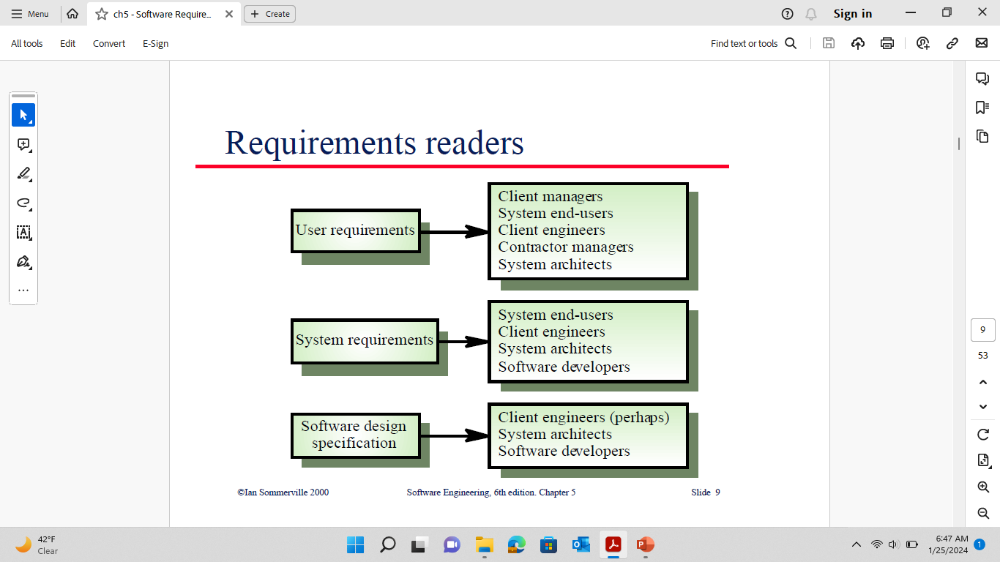 Menu
ch5 - Software Require...
Create
Sign in
All tools
Edit
Convert
E-Sign
Find text or tools
Requirements readers
User requirements
Client managers
System end-users
Client engineers
Contractor managers
System architects
System requirements
System end-users
Client engineers
System architects
Software developers
Software design
specification
Client engineers (perhaps)
System architects
Software developers
©Ian Sommerville 2000
Software Engineering, 6th edition. Chapter 5
Slide 9
9
53
42°F
Clear
6:47 AM
1/25/2024
1